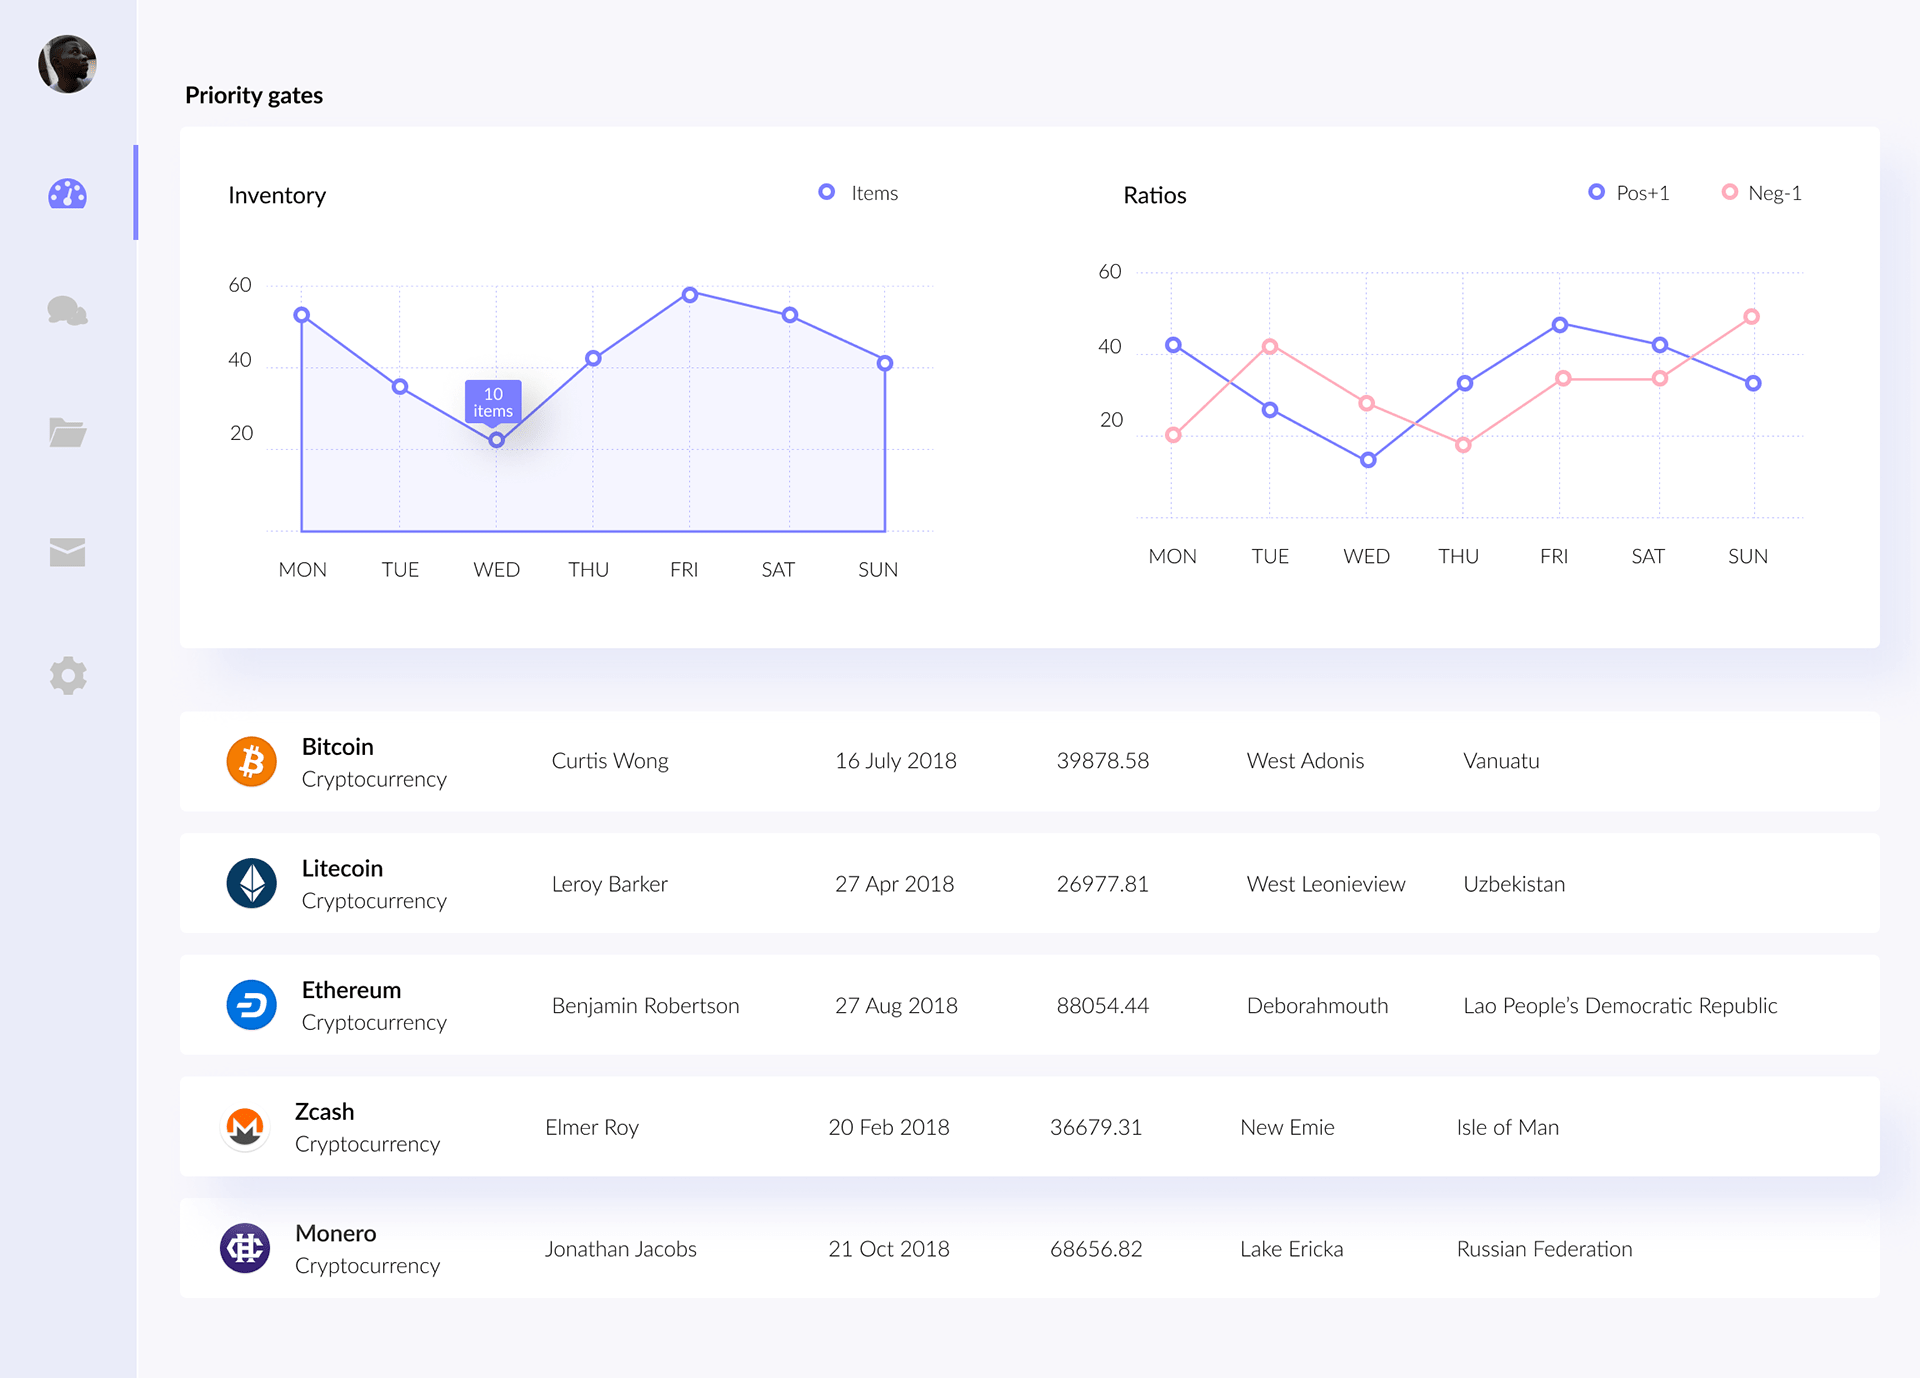 Priority gates
Inventory
Items
60
40
20
10
items
MON TUE WED THU FRI SAT SUN
Ratios
Pos+1 Neg-1
60
40
20
MON TUE WED THU FRI SAT SUN
Bitcoin
Cryptocurrency
Curtis Wong 16 July 2018 39878.58 West Adonis Vanuatu
Litecoin
Cryptocurrency
Leroy Barker 27 Apr 2018 26977.81 West Leonieview Uzbekistan
Ethereum
Cryptocurrency
Benjamin Robertson 27 Aug 2018 88054.44 Deborahmouth Lao People’s Democratic Republic
Zcash
Cryptocurrency
Elmer Roy 20 Feb 2018 36679.31 New Emie Isle of Man
Monero
Cryptocurrency
Jonathan Jacobs 21 Oct 2018 68656.82 Lake Ericka Russian Federation